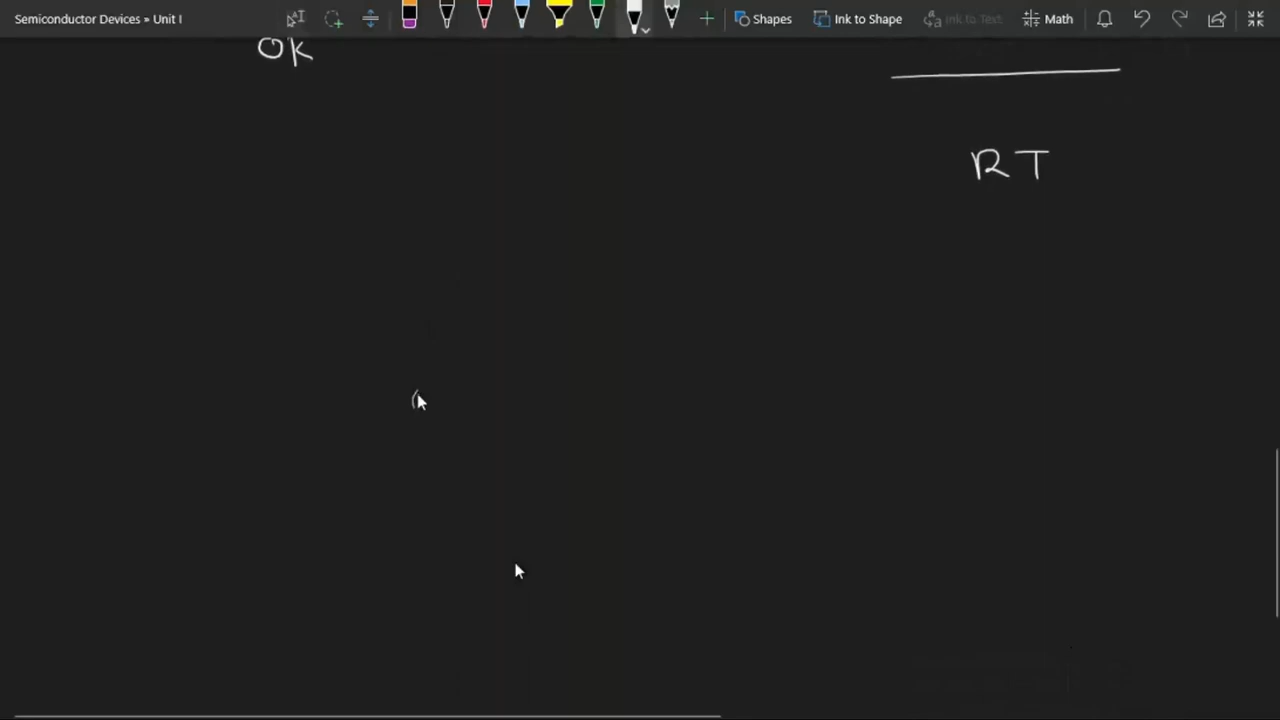 Semiconductor Devices » Unit I
Shapes
Ink to Shape
Ink to Text
Math
OK
RT
(